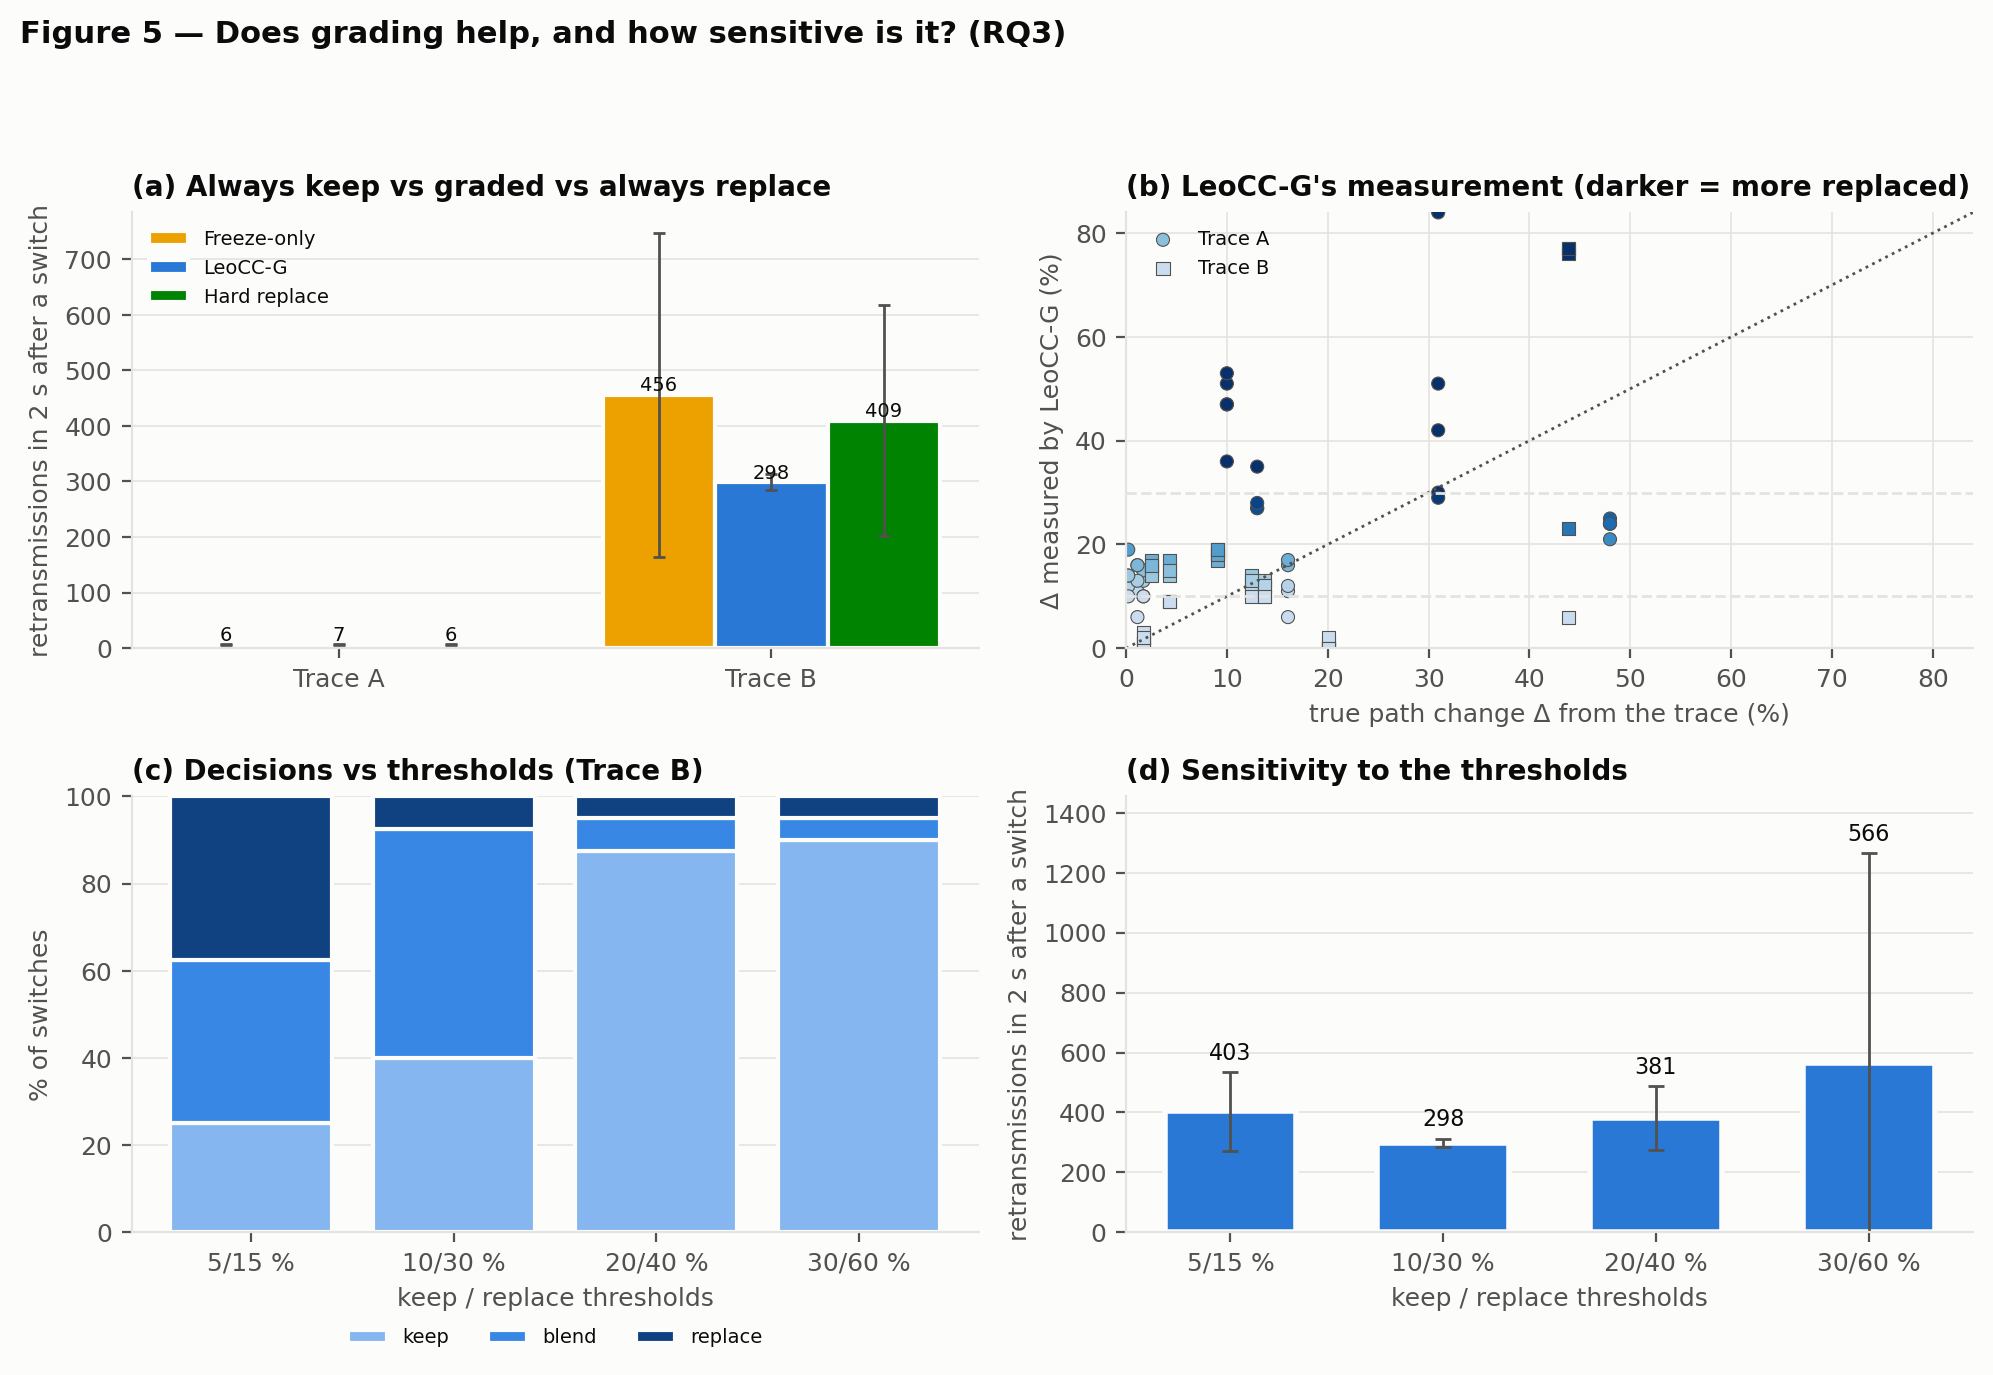 Figure 5 — Does grading help, and how sensitive is it? (RQ3)
(a) Always keep vs graded vs always replace
retransmissions in 2 s after a switch
700
600
500
400
300
200
100
0
Freeze-only
LeoCC-G
Hard replace
6
7
6
456
298
409
Trace A
Trace B
(b) LeoCC-G's measurement (darker = more replaced)
Δ measured by LeoCC-G (%)
80
60
40
20
0
Trace A
Trace B
0
10
20
30
40
50
60
70
80
true path change Δ from the trace (%)
(c) Decisions vs thresholds (Trace B)
% of switches
100
80
60
40
20
0
5/15 %
10/30 %
20/40 %
30/60 %
keep / replace thresholds
keep
blend
replace
(d) Sensitivity to the thresholds
retransmissions in 2 s after a switch
1400
1200
1000
800
600
400
200
0
403
298
381
566
5/15 %
10/30 %
20/40 %
30/60 %
keep / replace thresholds